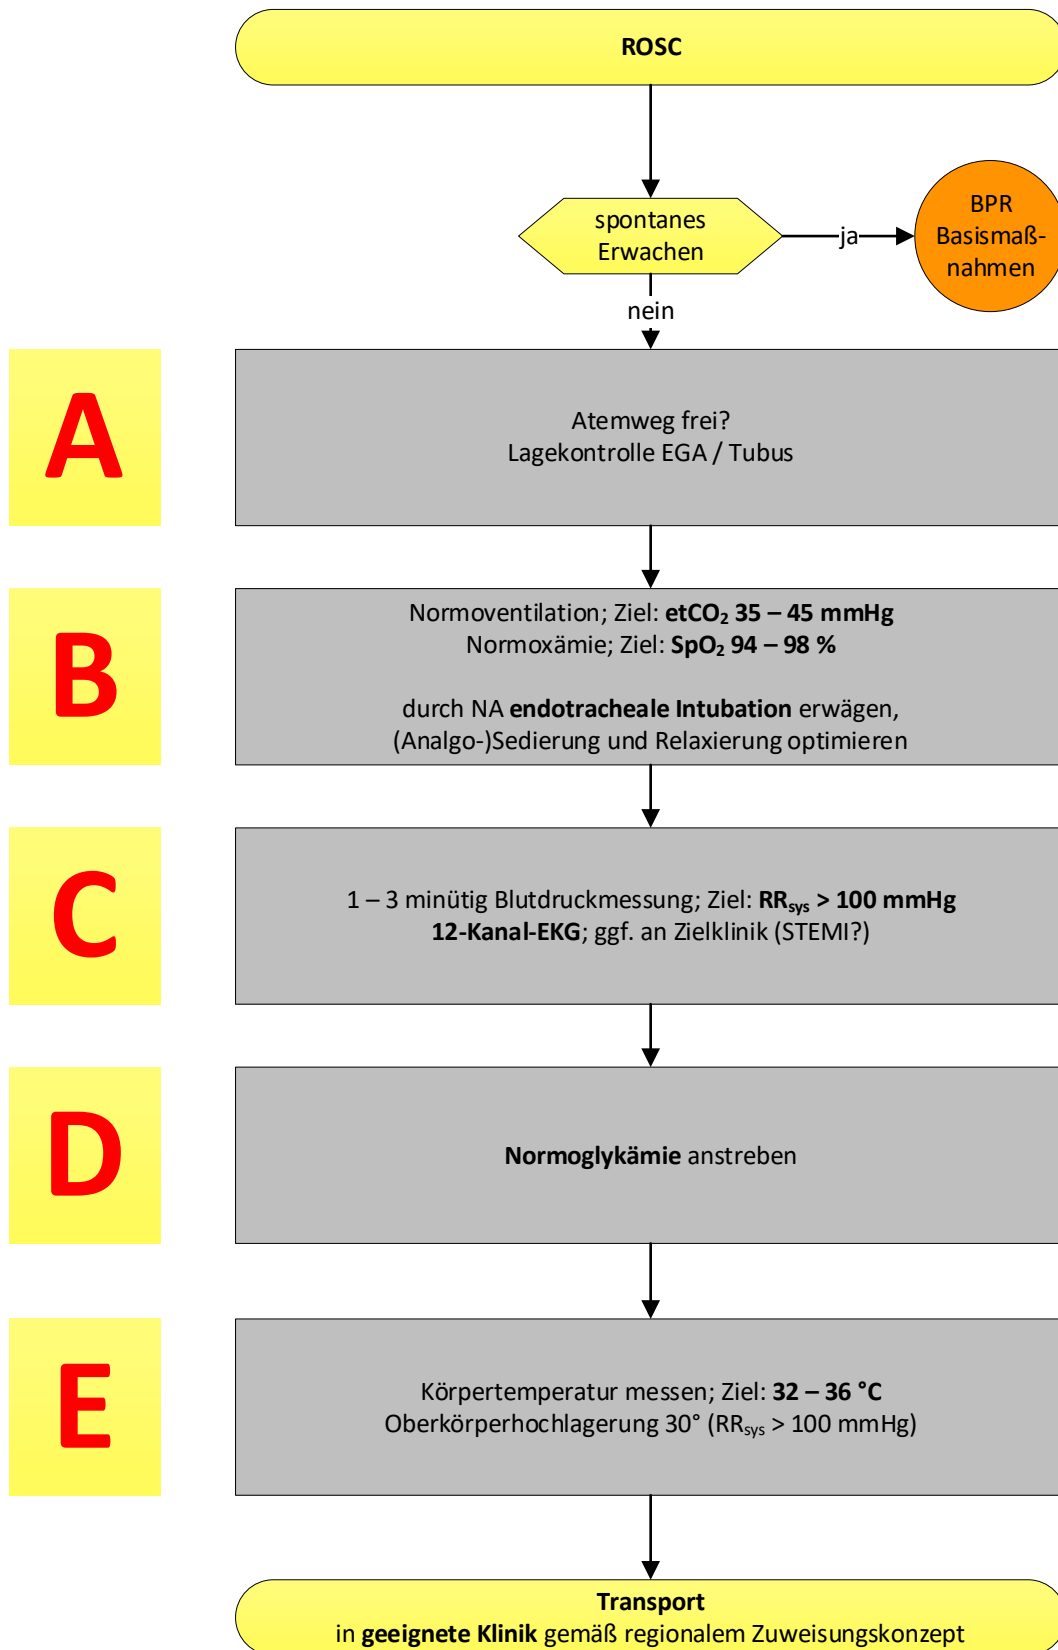 ROSC
spontanes
Erwachen
ja
BPR
Basismaß-
nahmen
nein
A
Atemweg frei?
Lagekontrolle EGA / Tubus
B
Normoventilation; Ziel: etCO₂ 35 – 45 mmHg
Normoxämie; Ziel: SpO₂ 94 – 98 %
durch NA endotracheale Intubation erwägen,
(Analgo-)Sedierung und Relaxierung optimieren
C
1 – 3 minütig Blutdruckmessung; Ziel: RRsys > 100 mmHg
12-Kanal-EKG; ggf. an Zielklinik (STEMI?)
D
Normoglykämie anstreben
E
Körpertemperatur messen; Ziel: 32 – 36 °C
Oberkörperhochlagerung 30° (RRsys > 100 mmHg)
Transport
in geeignete Klinik gemäß regionalem Zuweisungskonzept